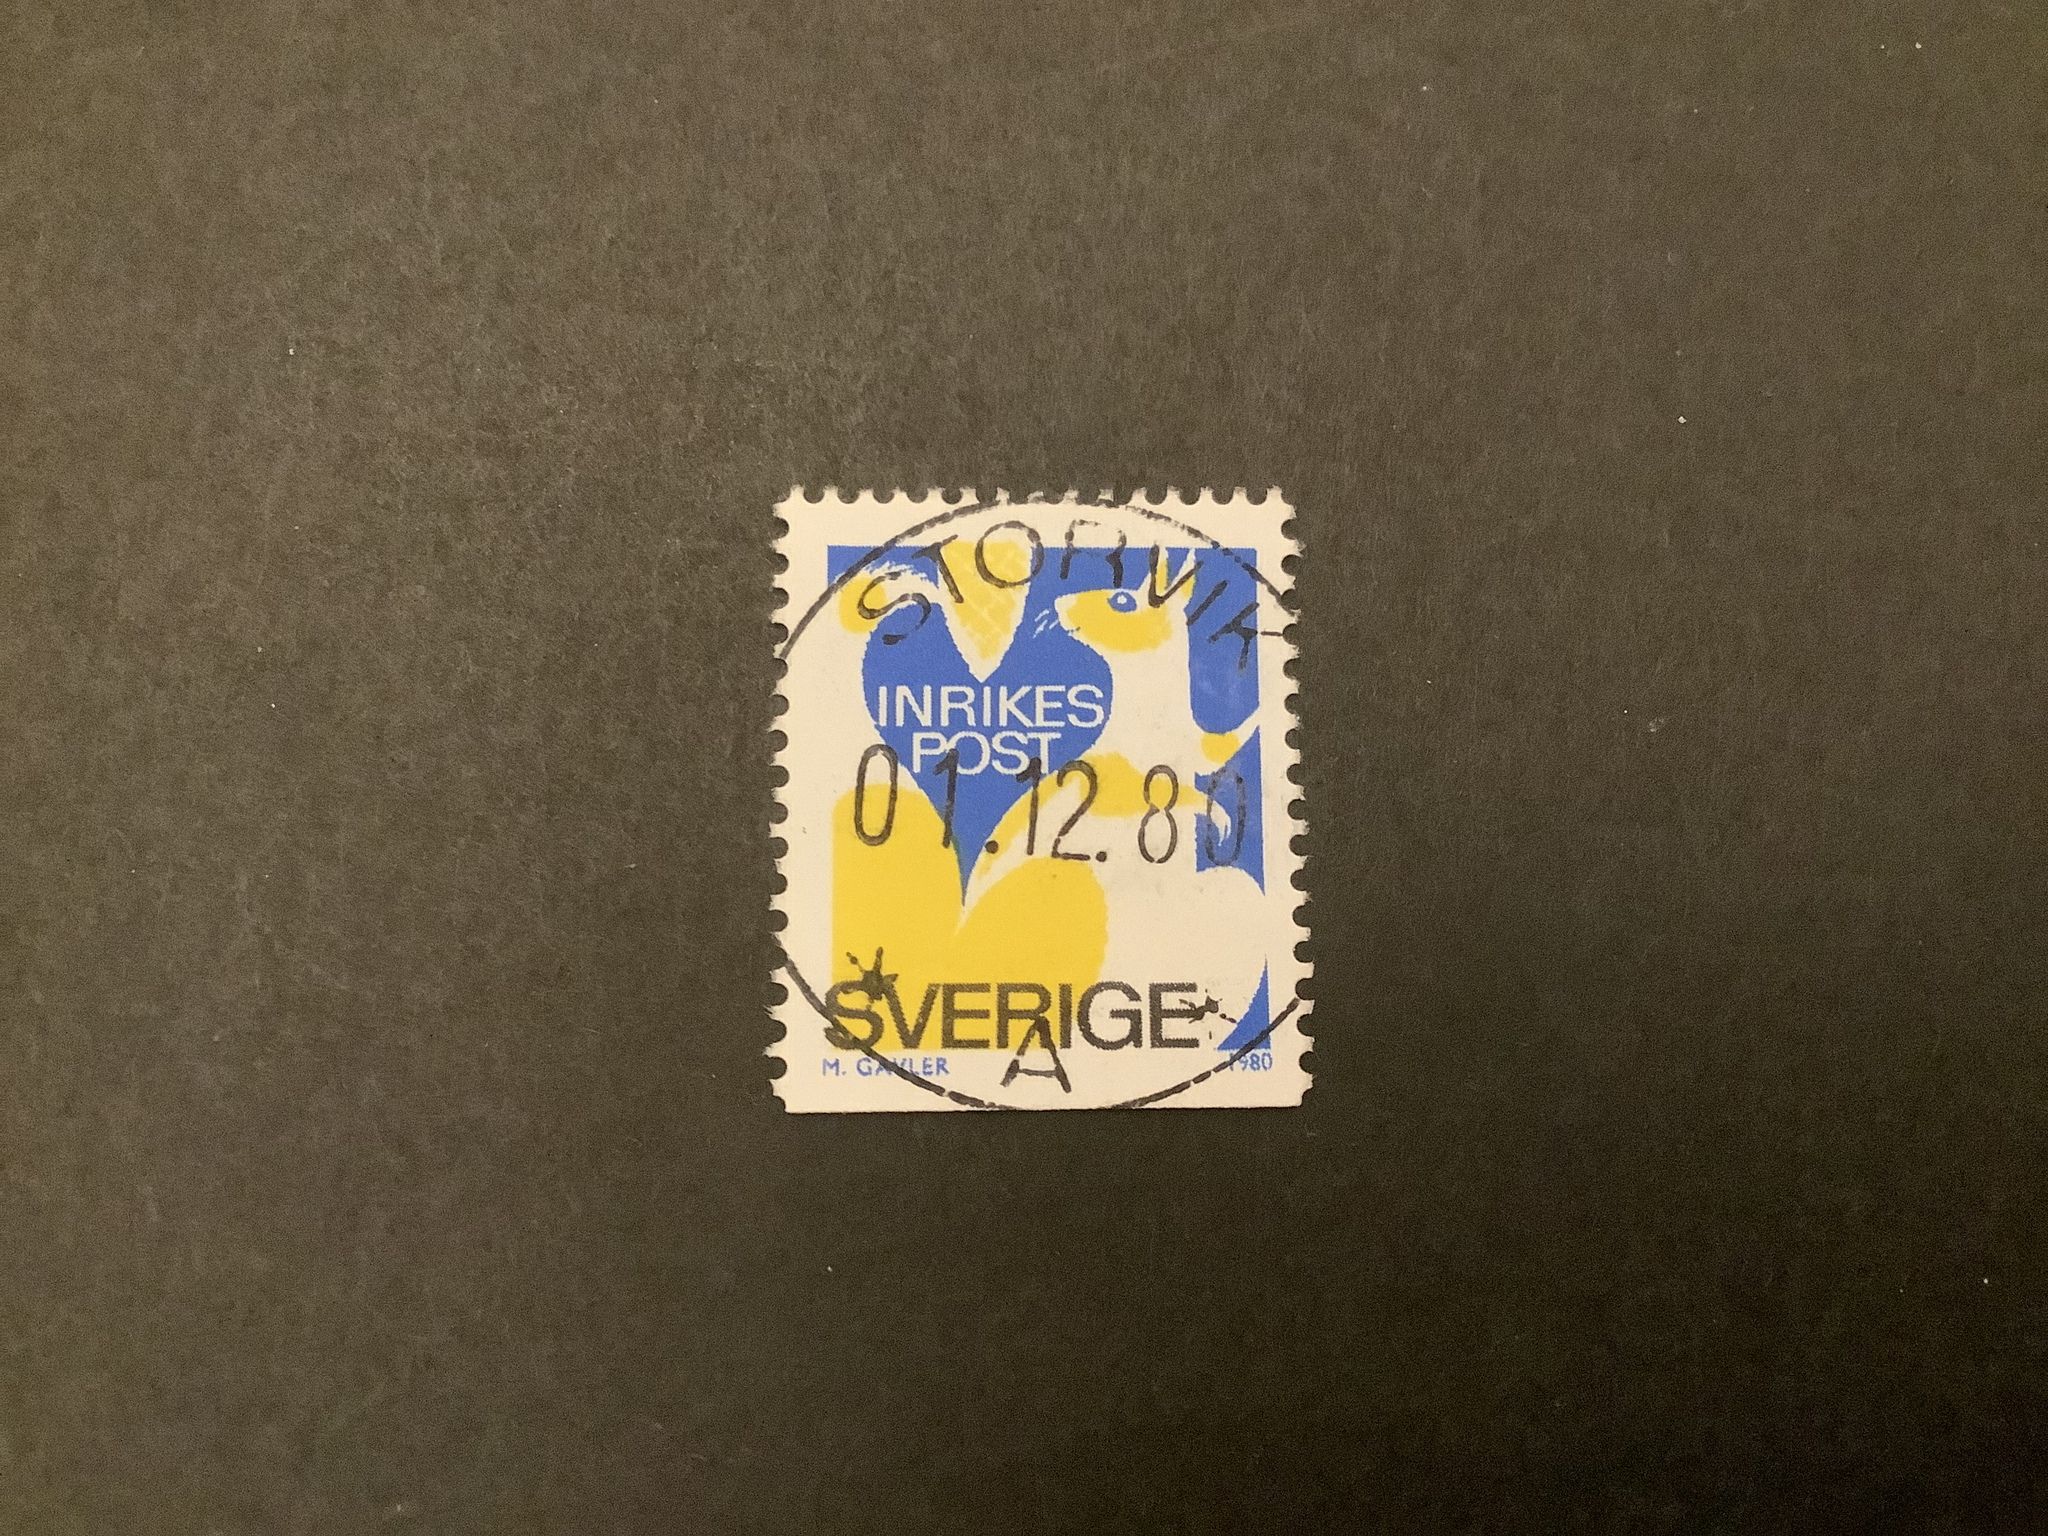 STORVIK
INRIKES
POST
01.12.80
SVERIGE
A
M. GAVLER 1980